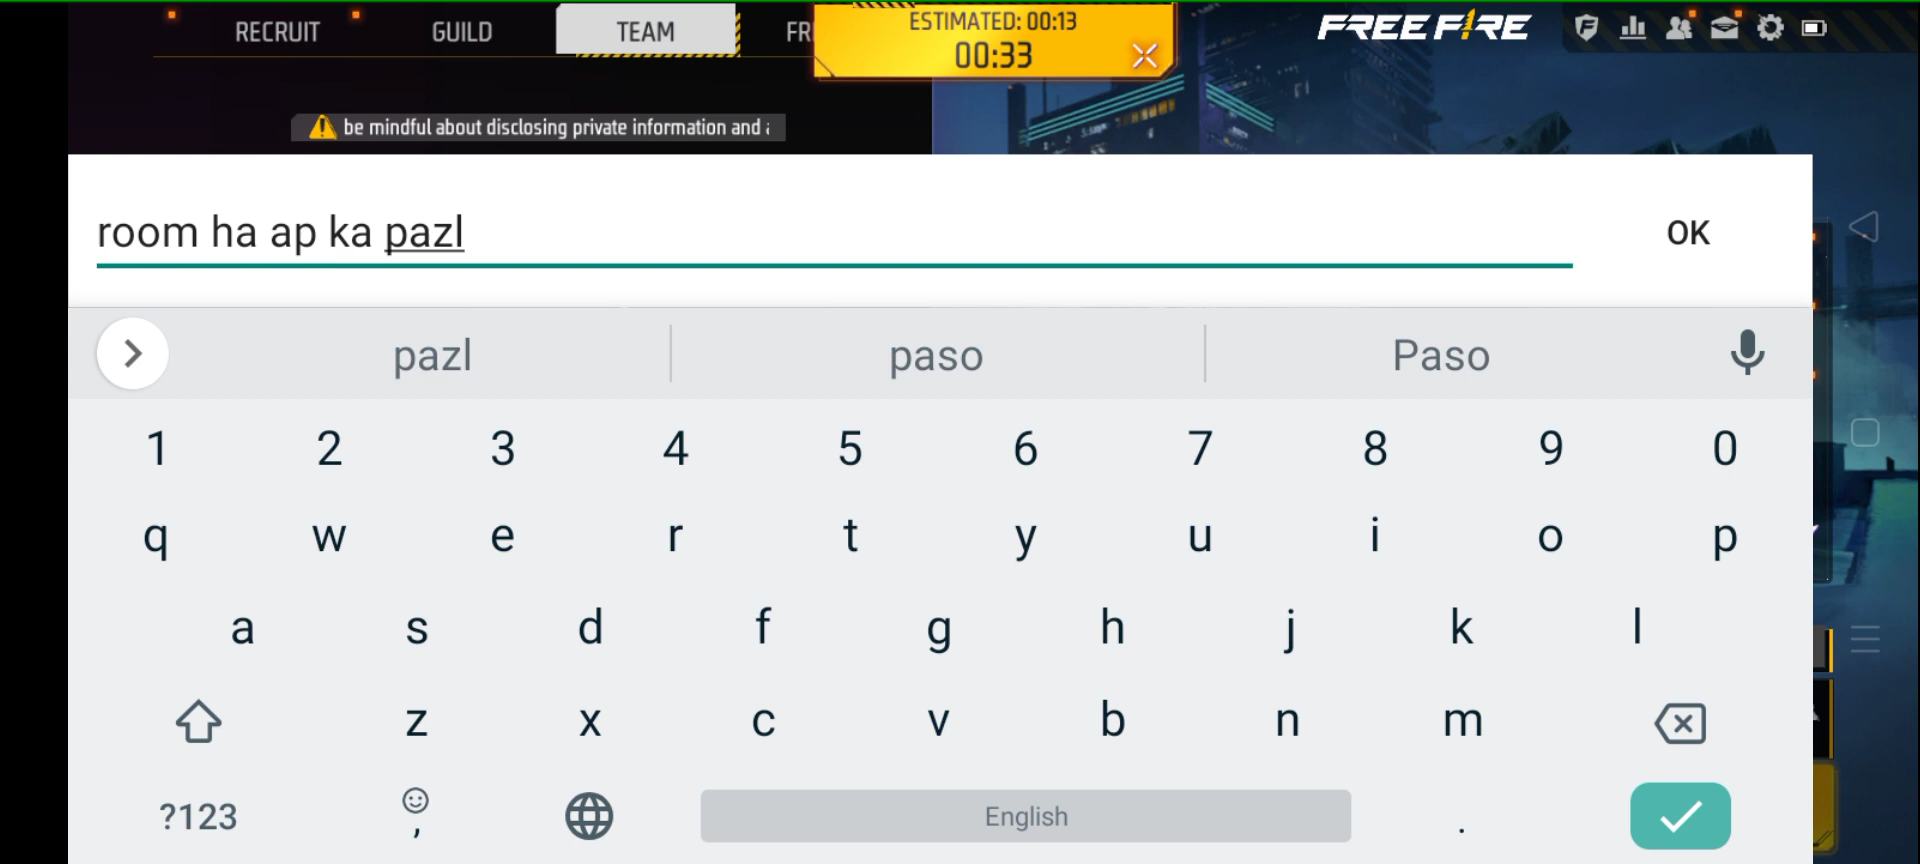 RECRUIT GUILD TEAM FR
ESTIMATED: 00:13
00:33
FREE FIRE
be mindful about disclosing private information and
room ha ap ka pazl
OK
pazl paso Paso
1 2 3 4 5 6 7 8 9 0
q w e r t y u i o p
a s d f g h j k l
z x c v b n m
?123 , English .